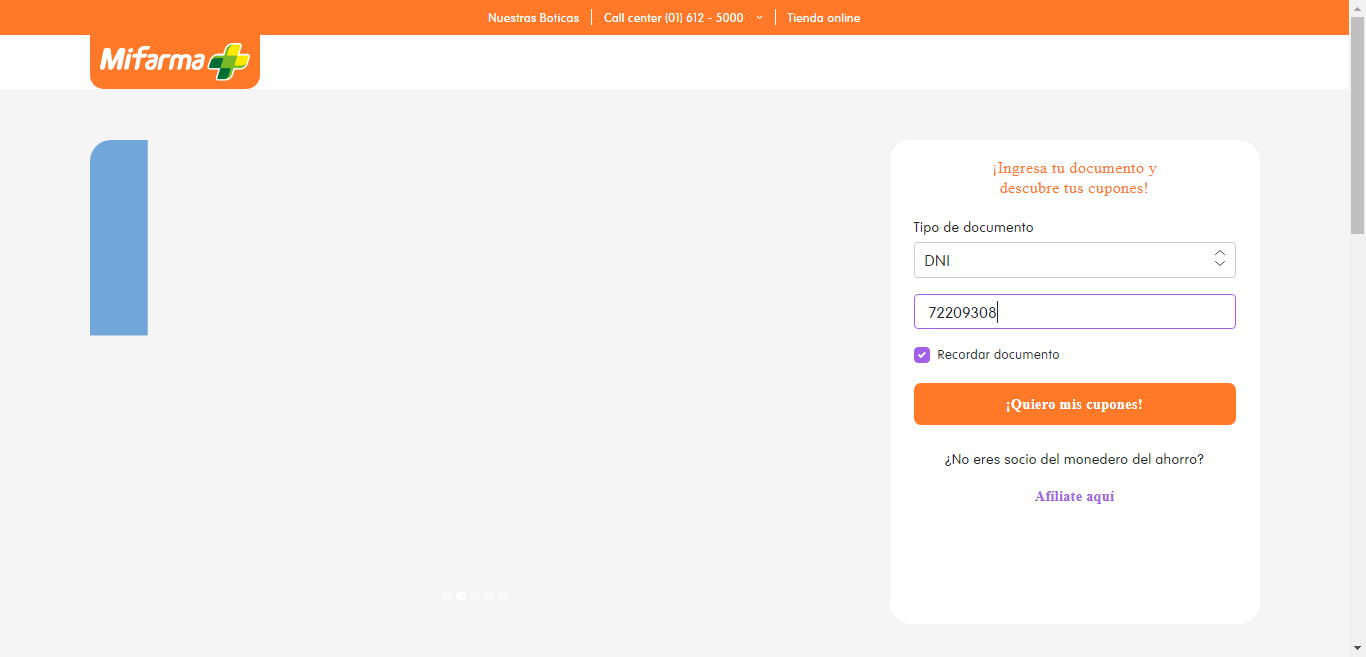 Nuestras Boticas
Call center (01) 612 - 5000
Tienda online
Mifarma
¡Ingresa tu documento y
descubre tus cupones!
Tipo de documento
DNI
72209308
Recordar documento
¡Quiero mis cupones!
¿No eres socio del monedero del ahorro?
Afíliate aquí